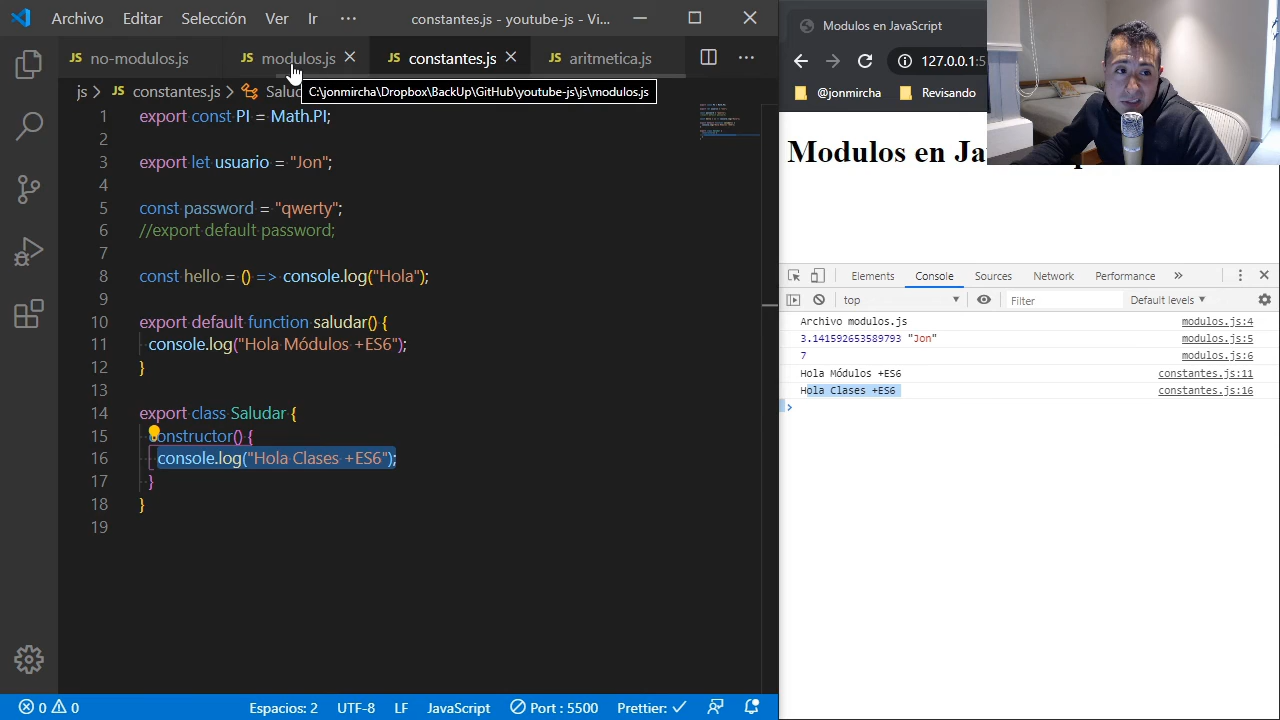 Archivo Editar Selección Ver Ir ··· constantes.js - youtube-js - Vi...
JS no-modulos.js JS modulos.js JS constantes.js JS aritmetica.js
js > JS constantes.js >
C:\jonmircha\Dropbox\BackUp\GitHub\youtube-js\js\modulos.js
1 export const PI = Math.PI;
2
3 export let usuario = "Jon";
4
5 const password = "qwerty";
6 //export default password;
7
8 const hello = () => console.log("Hola");
9
10 export default function saludar() {
11 console.log("Hola Módulos +ES6");
12 }
13
14 export class Saludar {
15 constructor() {
16 console.log("Hola Clases +ES6");
17 }
18 }
19
0 0 Espacios: 2 UTF-8 LF JavaScript Port : 5500 Prettier: ✓
Modulos en JavaScript
127.0.0.1:5
@jonmircha Revisando
Modulos en Ja
Elements Console Sources Network Performance »
top Filter Default levels
Archivo modulos.js modulos.js:4
3.141592653589793 "Jon" modulos.js:5
7 modulos.js:6
Hola Módulos +ES6 constantes.js:11
Hola Clases +ES6 constantes.js:16
>